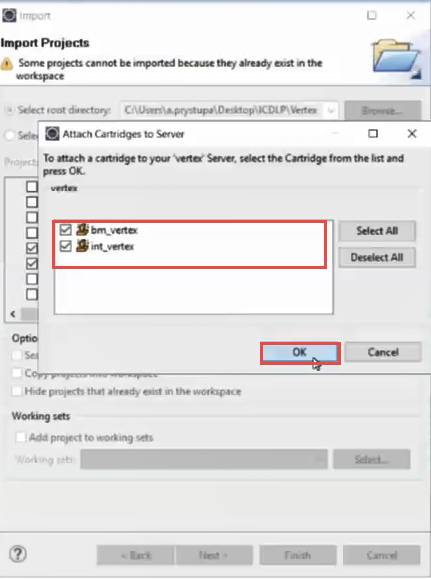 Import
Import Projects
Some projects cannot be imported because they already exist in the
workspace
Select root directory:
C:\Users\a.prystupa\Desktop\ICDLP\Vertex
Browse...
Attach Cartridges to Server
To attach a cartridge to your 'vertex' Server, select the Cartridge from the list and
press OK.
vertex
bm_vertex
int_vertex
Select All
Deselect All
OK
Cancel
Optio
Copy projects into workspace
Hide projects that already exist in the workspace
Working sets
Add project to working sets
Working sets:
Select...
< Back
Next >
Finish
Cancel